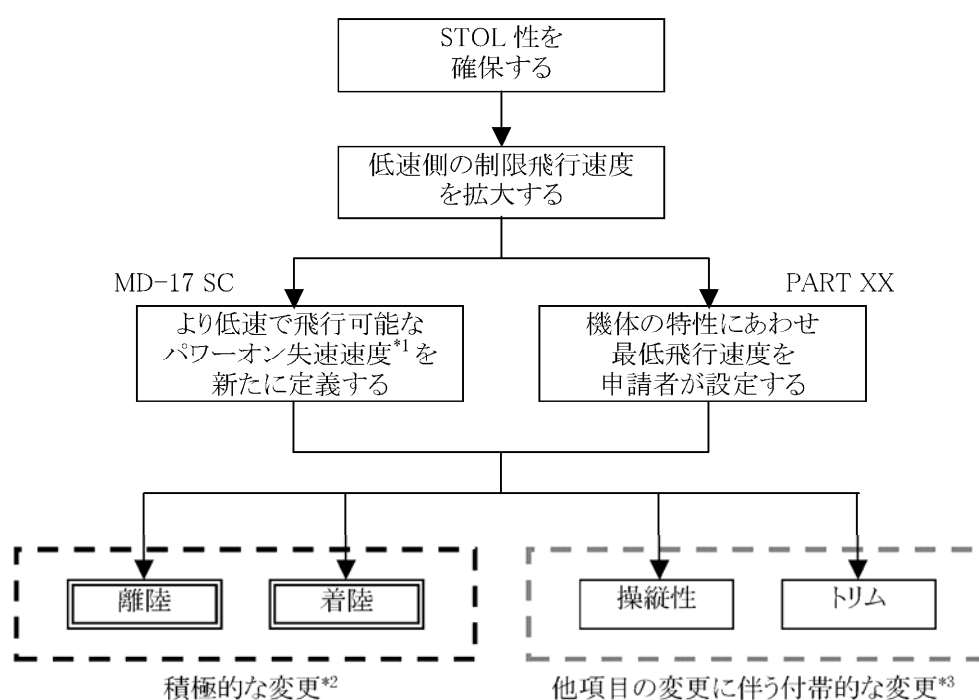 STOL 性を
確保する
低速側の制限飛行速度
を拡大する
MD-17 SC
PART XX
より低速で飛行可能な
パワーオン失速速度*1を
新たに定義する
機体の特性にあわせ
最低飛行速度を
申請者が設定する
離陸
着陸
操縦性
トリム
積極的な変更*2
他項目の変更に伴う付帯的な変更*3